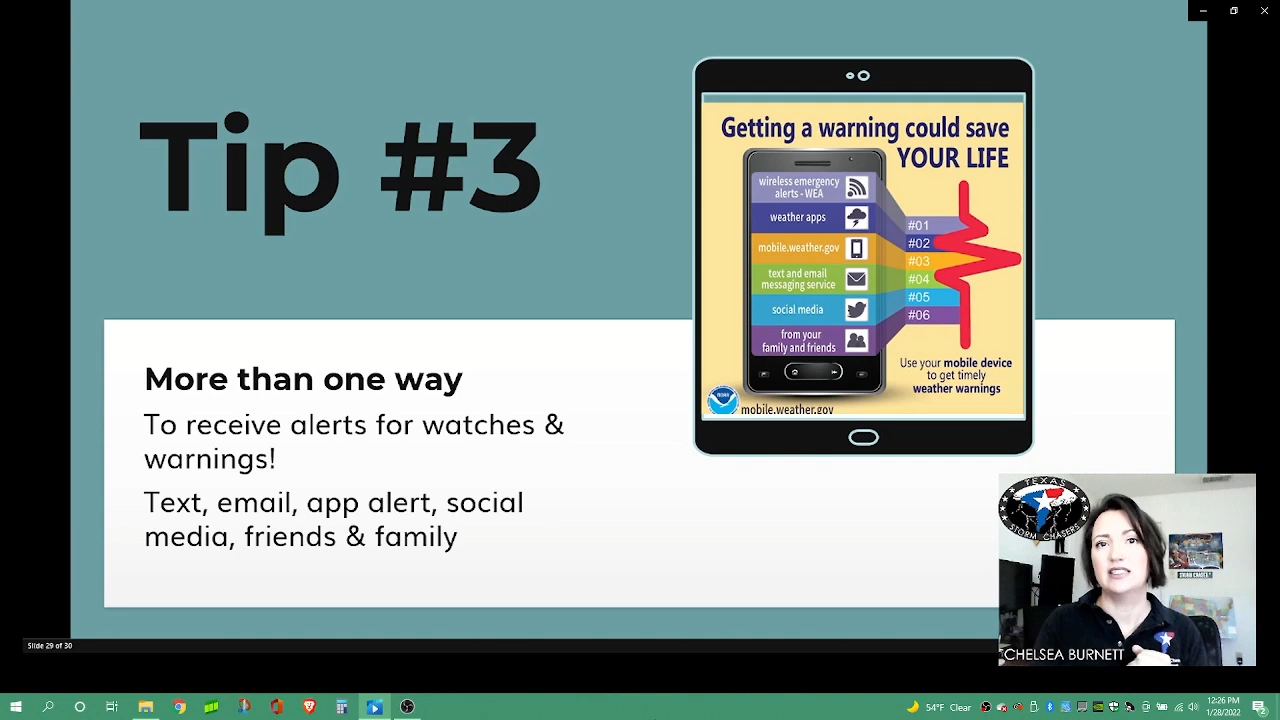 Tip #3
More than one way
To receive alerts for watches &
warnings!
Text, email, app alert, social
media, friends & family
Getting a warning could save
YOUR LIFE
wireless emergency
alerts - WEA
weather apps
mobile.weather.gov
text and email
messaging service
social media
from your
family and friends
#01
#02
#03
#04
#05
#06
Use your mobile device
to get timely
weather warnings
NOAA
mobile.weather.gov
TEXAS
STORM CHASERS
STORM CHASER
CHELSEA BURNETT
Slide 29 of 30
54°F Clear
12:26 PM
1/28/2022